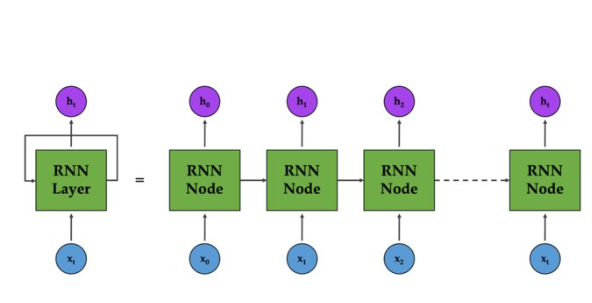 hₜ h₀ h₁ h₂ hₜ
RNN Layer
=
RNN Node
RNN Node
RNN Node
RNN Node
xₜ x₀ x₁ x₂ xₜ